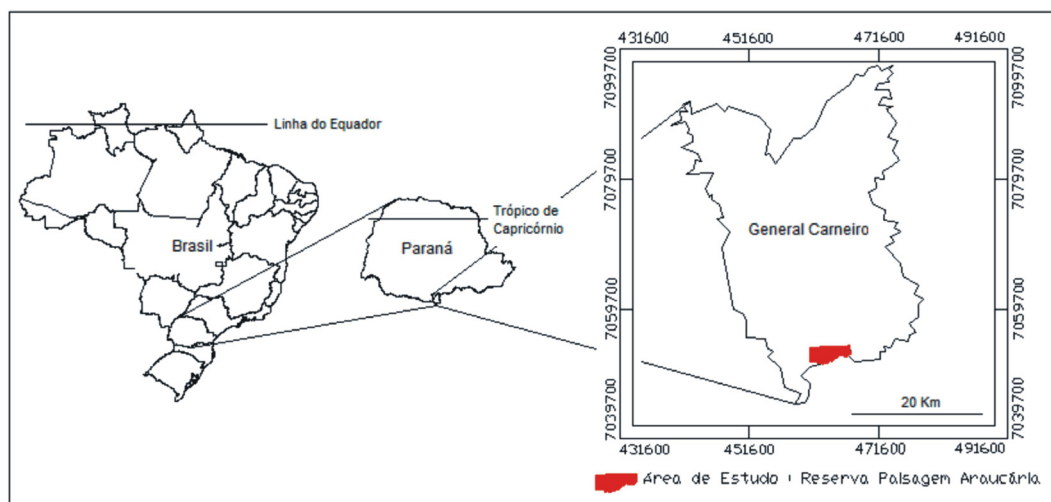 431600 471600
451600 491600
7099700 7099700
Linha do Equador
7079700 7079700
Trópico de
Capricórnio
Brasil
Paraná
General Carneiro
7059700 7059700
20 Km
7039700 7039700
431600 471600
451600 491600
Área de Estudo : Reserva Paisagem Araucária